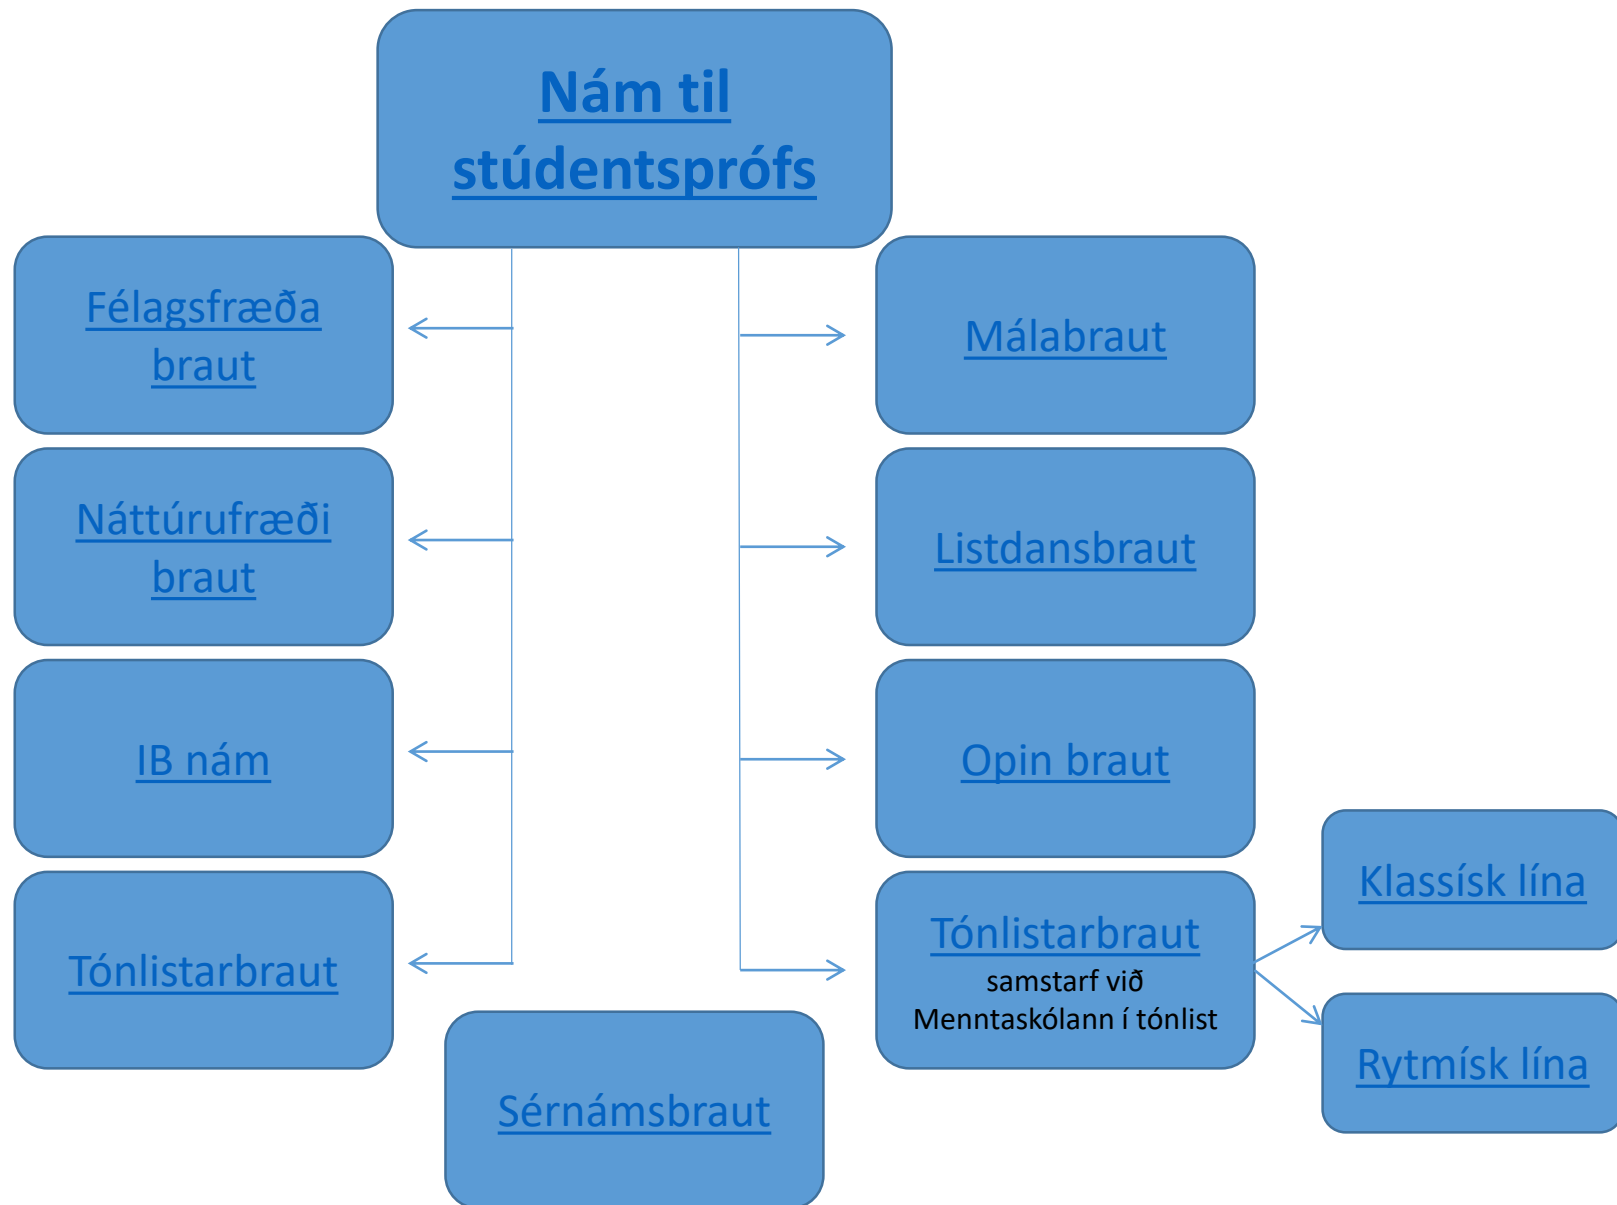 Nám til
stúdentsprófs
Félagsfræða
braut
Málabraut
Náttúrufræði
braut
Listdansbraut
IB nám
Opin braut
Tónlistarbraut
Tónlistarbraut
samstarf við
Menntaskólann í tónlist
Klassísk lína
Rytmísk lína
Sérnámsbraut